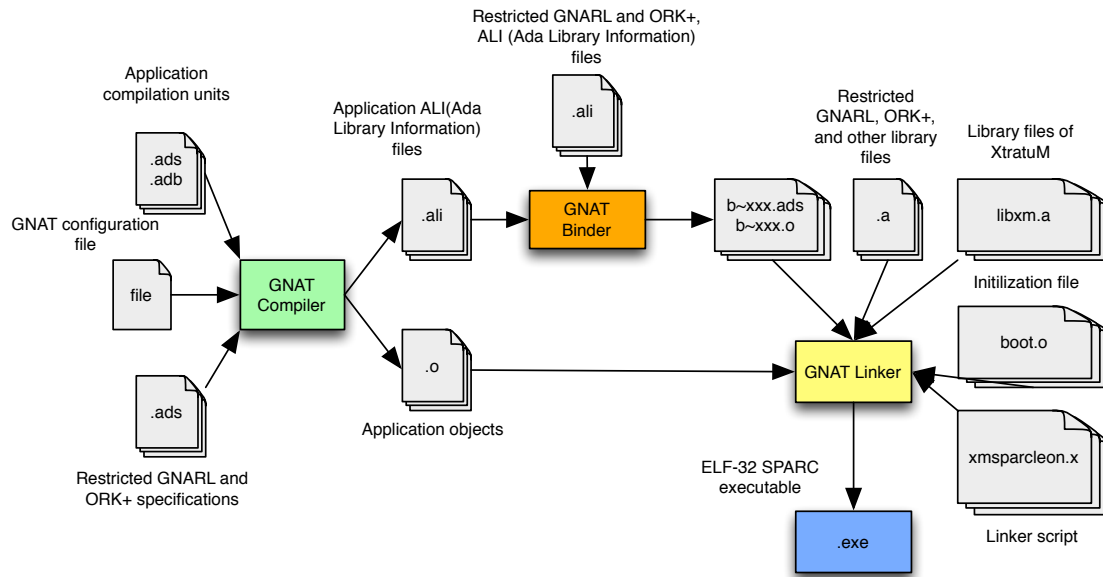 Restricted GNARL and ORK+,
ALI (Ada Library Information)
files
.ali
Application
compilation units
.ads
.adb
GNAT configuration
file
file
.ads
Restricted GNARL and
ORK+ specifications
GNAT
Compiler
Application ALI(Ada
Library Information)
files
.ali
.o
Application objects
GNAT
Binder
b~xxx.ads
b~xxx.o
Restricted
GNARL, ORK+,
and other library
files
.a
Library files of
XtratuM
libxm.a
Initilization file
boot.o
GNAT Linker
xmsparcleon.x
Linker script
ELF-32 SPARC
executable
.exe